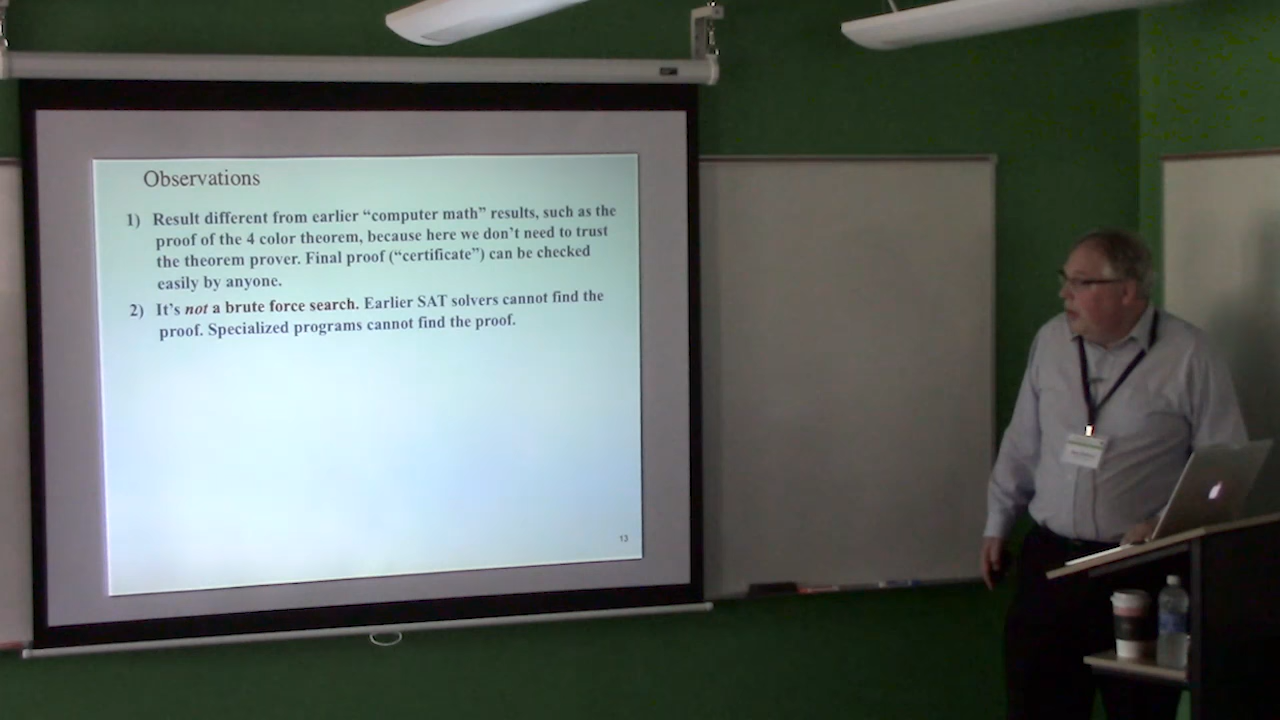 Observations
1) Result different from earlier “computer math” results, such as the
proof of the 4 color theorem, because here we don’t need to trust
the theorem prover. Final proof (“certificate”) can be checked
easily by anyone.
2) It’s not a brute force search. Earlier SAT solvers cannot find the
proof. Specialized programs cannot find the proof.
13